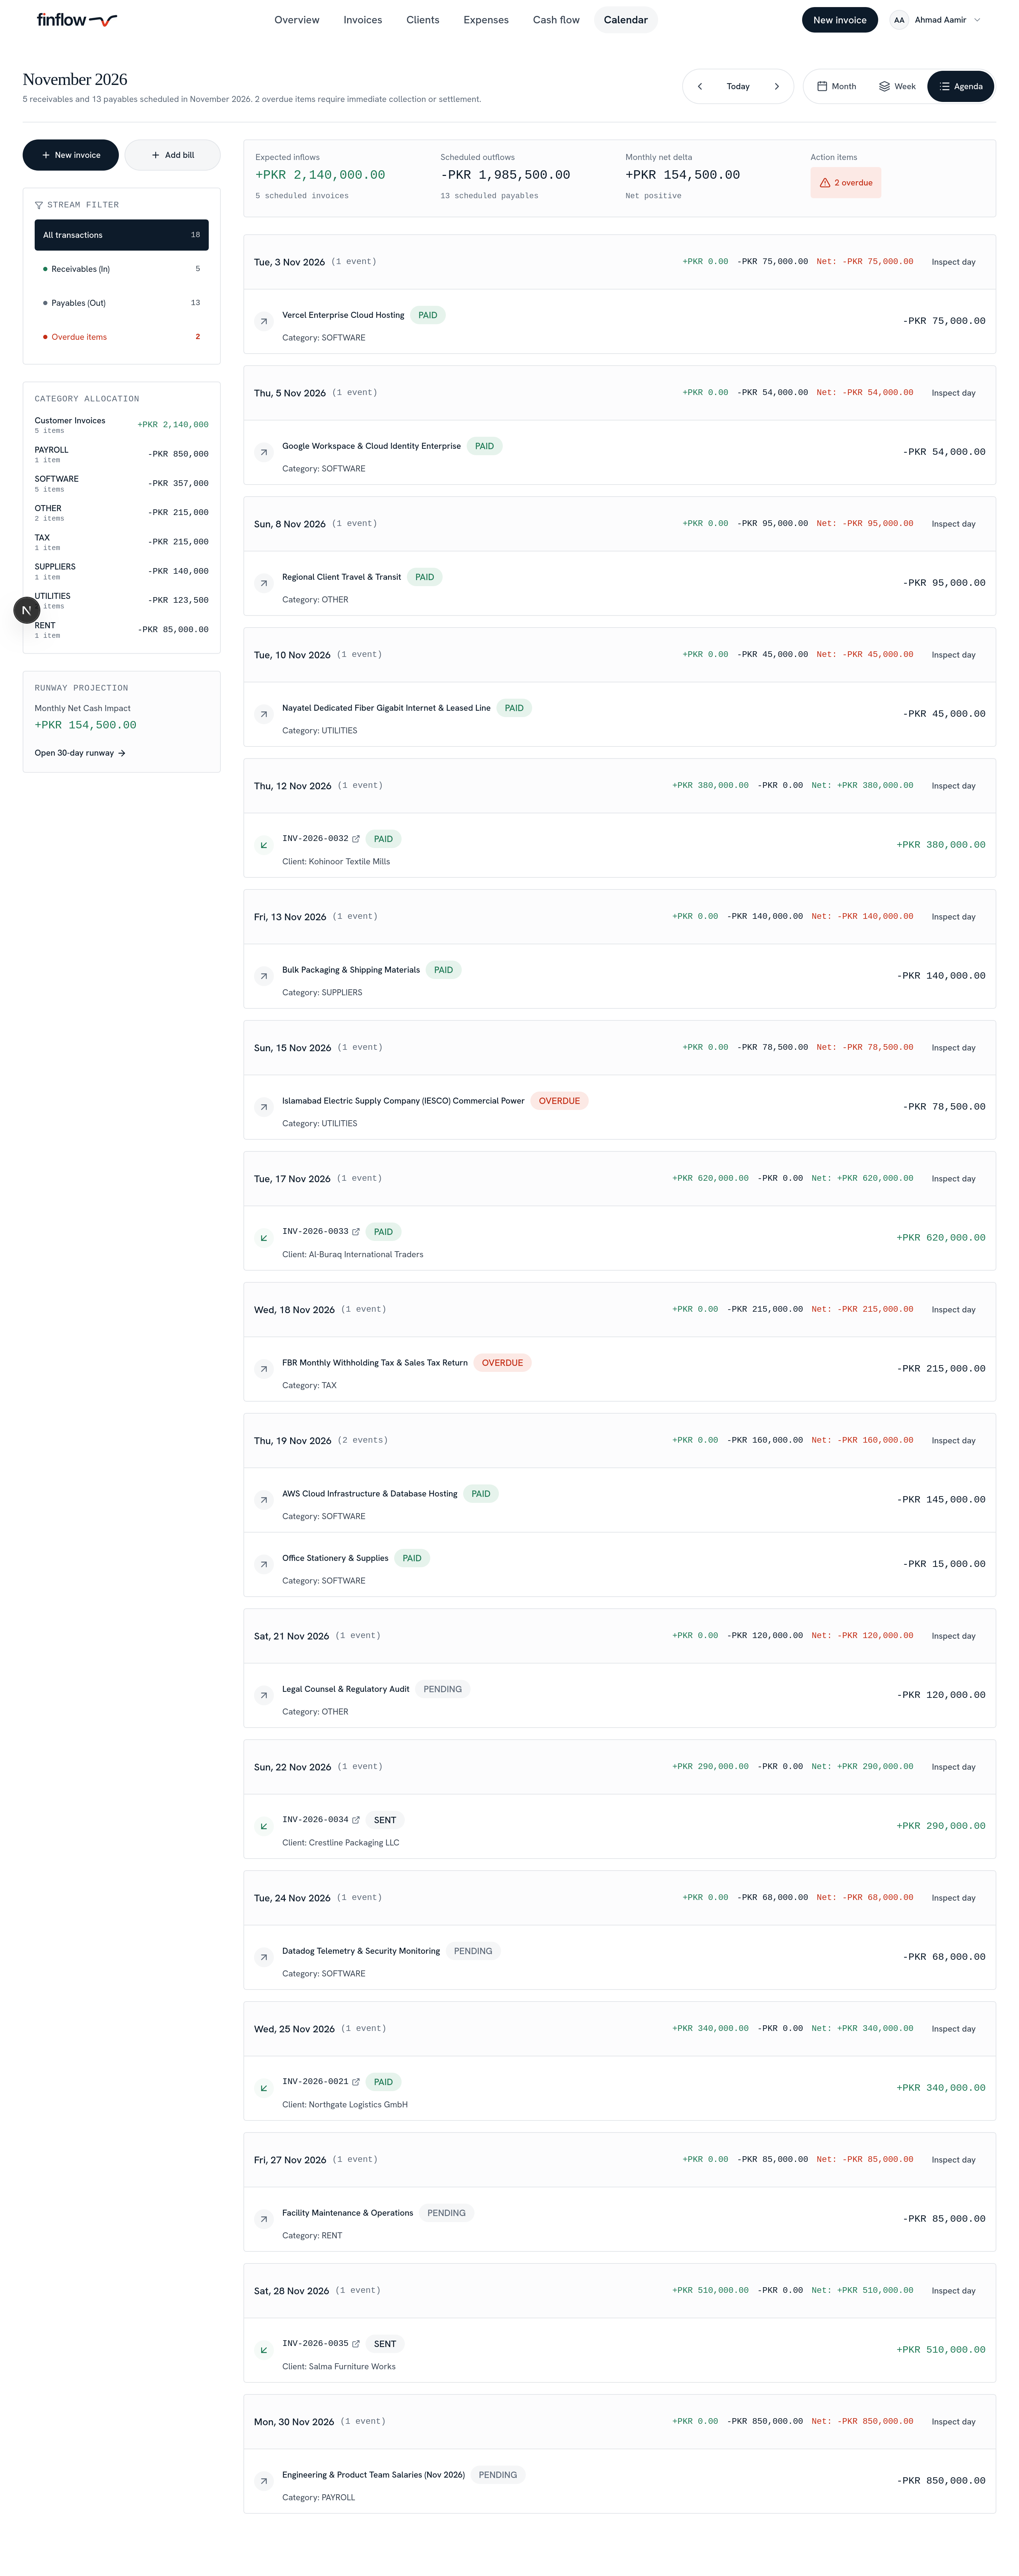 finflow
Overview Invoices Clients Expenses Cash flow Calendar
New invoice AA Ahmad Aamir
November 2026
5 receivables and 13 payables scheduled in November 2026. 2 overdue items require immediate collection or settlement.
Today
Month Week Agenda
New invoice Add bill
STREAM FILTER
All transactions 18
Receivables (In) 5
Payables (Out) 13
Overdue items 2
CATEGORY ALLOCATION
Customer Invoices +PKR 2,140,000
5 items
PAYROLL -PKR 850,000
1 item
SOFTWARE -PKR 357,000
5 items
OTHER -PKR 215,000
2 items
TAX -PKR 215,000
1 item
SUPPLIERS -PKR 140,000
1 item
UTILITIES -PKR 123,500
items
RENT -PKR 85,000.00
1 item
N
RUNWAY PROJECTION
Monthly Net Cash Impact
+PKR 154,500.00
Open 30-day runway
Expected inflows
+PKR 2,140,000.00
5 scheduled invoices
Scheduled outflows
-PKR 1,985,500.00
13 scheduled payables
Monthly net delta
+PKR 154,500.00
Net positive
Action items
2 overdue
Tue, 3 Nov 2026 (1 event) +PKR 0.00 -PKR 75,000.00 Net: -PKR 75,000.00 Inspect day
Vercel Enterprise Cloud Hosting PAID -PKR 75,000.00
Category: SOFTWARE
Thu, 5 Nov 2026 (1 event) +PKR 0.00 -PKR 54,000.00 Net: -PKR 54,000.00 Inspect day
Google Workspace & Cloud Identity Enterprise PAID -PKR 54,000.00
Category: SOFTWARE
Sun, 8 Nov 2026 (1 event) +PKR 0.00 -PKR 95,000.00 Net: -PKR 95,000.00 Inspect day
Regional Client Travel & Transit PAID -PKR 95,000.00
Category: OTHER
Tue, 10 Nov 2026 (1 event) +PKR 0.00 -PKR 45,000.00 Net: -PKR 45,000.00 Inspect day
Nayatel Dedicated Fiber Gigabit Internet & Leased Line PAID -PKR 45,000.00
Category: UTILITIES
Thu, 12 Nov 2026 (1 event) +PKR 380,000.00 -PKR 0.00 Net: +PKR 380,000.00 Inspect day
INV-2026-0032 PAID +PKR 380,000.00
Client: Kohinoor Textile Mills
Fri, 13 Nov 2026 (1 event) +PKR 0.00 -PKR 140,000.00 Net: -PKR 140,000.00 Inspect day
Bulk Packaging & Shipping Materials PAID -PKR 140,000.00
Category: SUPPLIERS
Sun, 15 Nov 2026 (1 event) +PKR 0.00 -PKR 78,500.00 Net: -PKR 78,500.00 Inspect day
Islamabad Electric Supply Company (IESCO) Commercial Power OVERDUE -PKR 78,500.00
Category: UTILITIES
Tue, 17 Nov 2026 (1 event) +PKR 620,000.00 -PKR 0.00 Net: +PKR 620,000.00 Inspect day
INV-2026-0033 PAID +PKR 620,000.00
Client: Al-Buraq International Traders
Wed, 18 Nov 2026 (1 event) +PKR 0.00 -PKR 215,000.00 Net: -PKR 215,000.00 Inspect day
FBR Monthly Withholding Tax & Sales Tax Return OVERDUE -PKR 215,000.00
Category: TAX
Thu, 19 Nov 2026 (2 events) +PKR 0.00 -PKR 160,000.00 Net: -PKR 160,000.00 Inspect day
AWS Cloud Infrastructure & Database Hosting PAID -PKR 145,000.00
Category: SOFTWARE
Office Stationery & Supplies PAID -PKR 15,000.00
Category: SOFTWARE
Sat, 21 Nov 2026 (1 event) +PKR 0.00 -PKR 120,000.00 Net: -PKR 120,000.00 Inspect day
Legal Counsel & Regulatory Audit PENDING -PKR 120,000.00
Category: OTHER
Sun, 22 Nov 2026 (1 event) +PKR 290,000.00 -PKR 0.00 Net: +PKR 290,000.00 Inspect day
INV-2026-0034 SENT +PKR 290,000.00
Client: Crestline Packaging LLC
Tue, 24 Nov 2026 (1 event) +PKR 0.00 -PKR 68,000.00 Net: -PKR 68,000.00 Inspect day
Datadog Telemetry & Security Monitoring PENDING -PKR 68,000.00
Category: SOFTWARE
Wed, 25 Nov 2026 (1 event) +PKR 340,000.00 -PKR 0.00 Net: +PKR 340,000.00 Inspect day
INV-2026-0021 PAID +PKR 340,000.00
Client: Northgate Logistics GmbH
Fri, 27 Nov 2026 (1 event) +PKR 0.00 -PKR 85,000.00 Net: -PKR 85,000.00 Inspect day
Facility Maintenance & Operations PENDING -PKR 85,000.00
Category: RENT
Sat, 28 Nov 2026 (1 event) +PKR 510,000.00 -PKR 0.00 Net: +PKR 510,000.00 Inspect day
INV-2026-0035 SENT +PKR 510,000.00
Client: Salma Furniture Works
Mon, 30 Nov 2026 (1 event) +PKR 0.00 -PKR 850,000.00 Net: -PKR 850,000.00 Inspect day
Engineering & Product Team Salaries (Nov 2026) PENDING -PKR 850,000.00
Category: PAYROLL